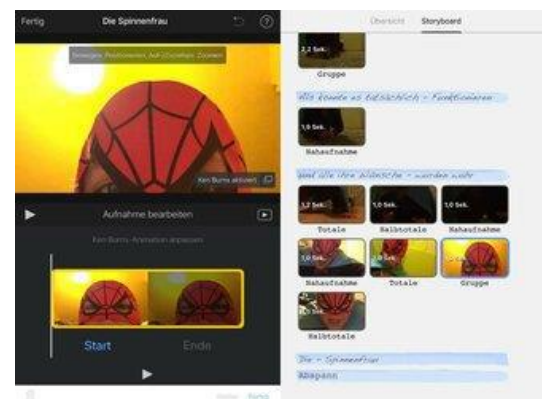 Fertig Die Spinnenfrau
Bewegen: Positionieren. Auf-/Zuziehen: Zoomen.
Ken Burns aktiviert
Aufnahme bearbeiten
Ken Burns-Animation anpassen
Start Ende
Fertig
Übersicht Storyboard
2,2 Sek.
Gruppe
Als könnte es tatsächlich - Funktionieren
1,0 Sek.
Nahaufnahme
Und alle ihre Wünsche - wurden wahr
1,2 Sek. 1,0 Sek. 1,0 Sek.
Totale Halbtotale Nahaufnahme
1,0 Sek. 2,0 Sek.
Nahaufnahme Totale Gruppe
Sek.
Halbtotale
Die - Spinnenfrau
Abspann